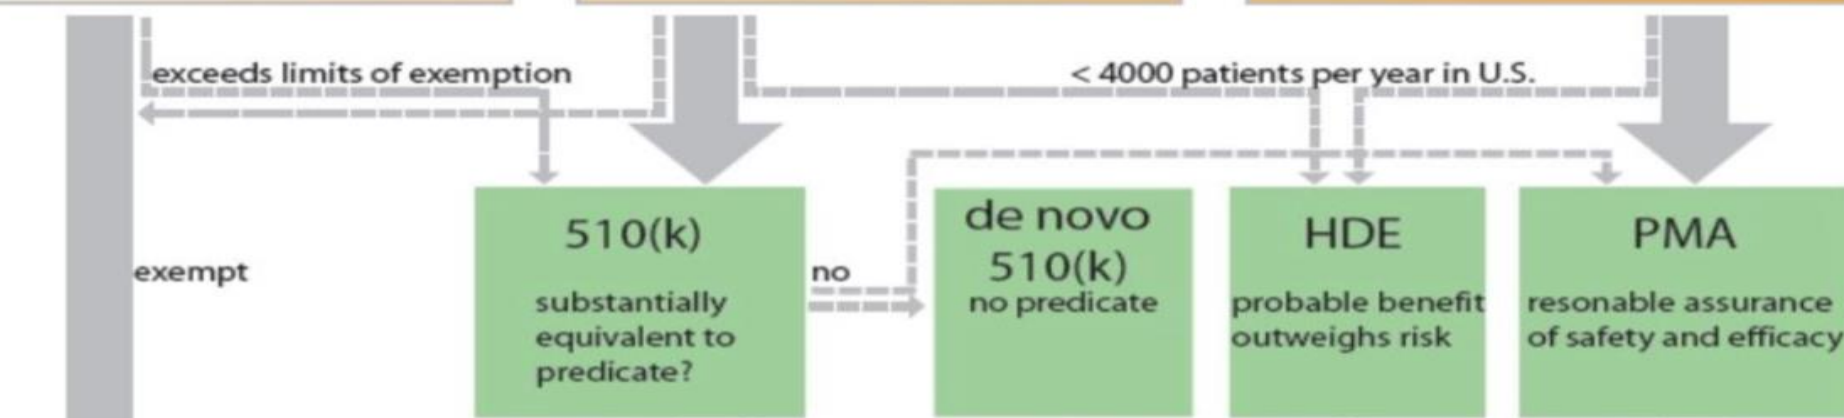 exceeds limits of exemption
< 4000 patients per year in U.S.
exempt
510(k)
substantially
equivalent to
predicate?
no
de novo
510(k)
no predicate
HDE
probable benefit
outweighs risk
PMA
resonable assurance
of safety and efficacy